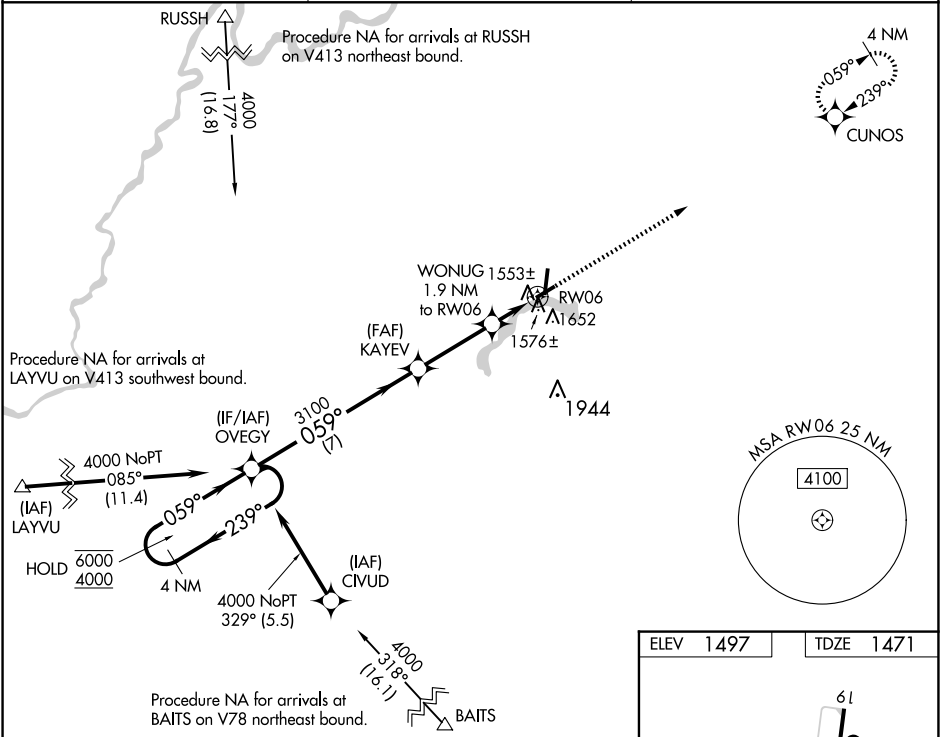 RUSSH
Procedure NA for arrivals at RUSSH
on V413 northeast bound.
4000
177°
(16.8)
4 NM
059°
239°
CUNOS
WONUG
1.9 NM
to RW06
1553±
RW06
1652
1576±
(FAF)
KAYEV
1944
Procedure NA for arrivals at
LAYVU on V413 southwest bound.
(IF/IAF)
OVEGY
3100
059°
(7)
4000 NoPT
085°
(11.4)
(IAF)
LAYVU
059°
239°
HOLD
6000
4000
4 NM
(IAF)
CIVUD
4000 NoPT
329° (5.5)
4000
318°
(16.1)
BAITS
Procedure NA for arrivals at
BAITS on V78 northeast bound.
MSA RW06 25 NM
4100
ELEV 1497
TDZE 1471
19